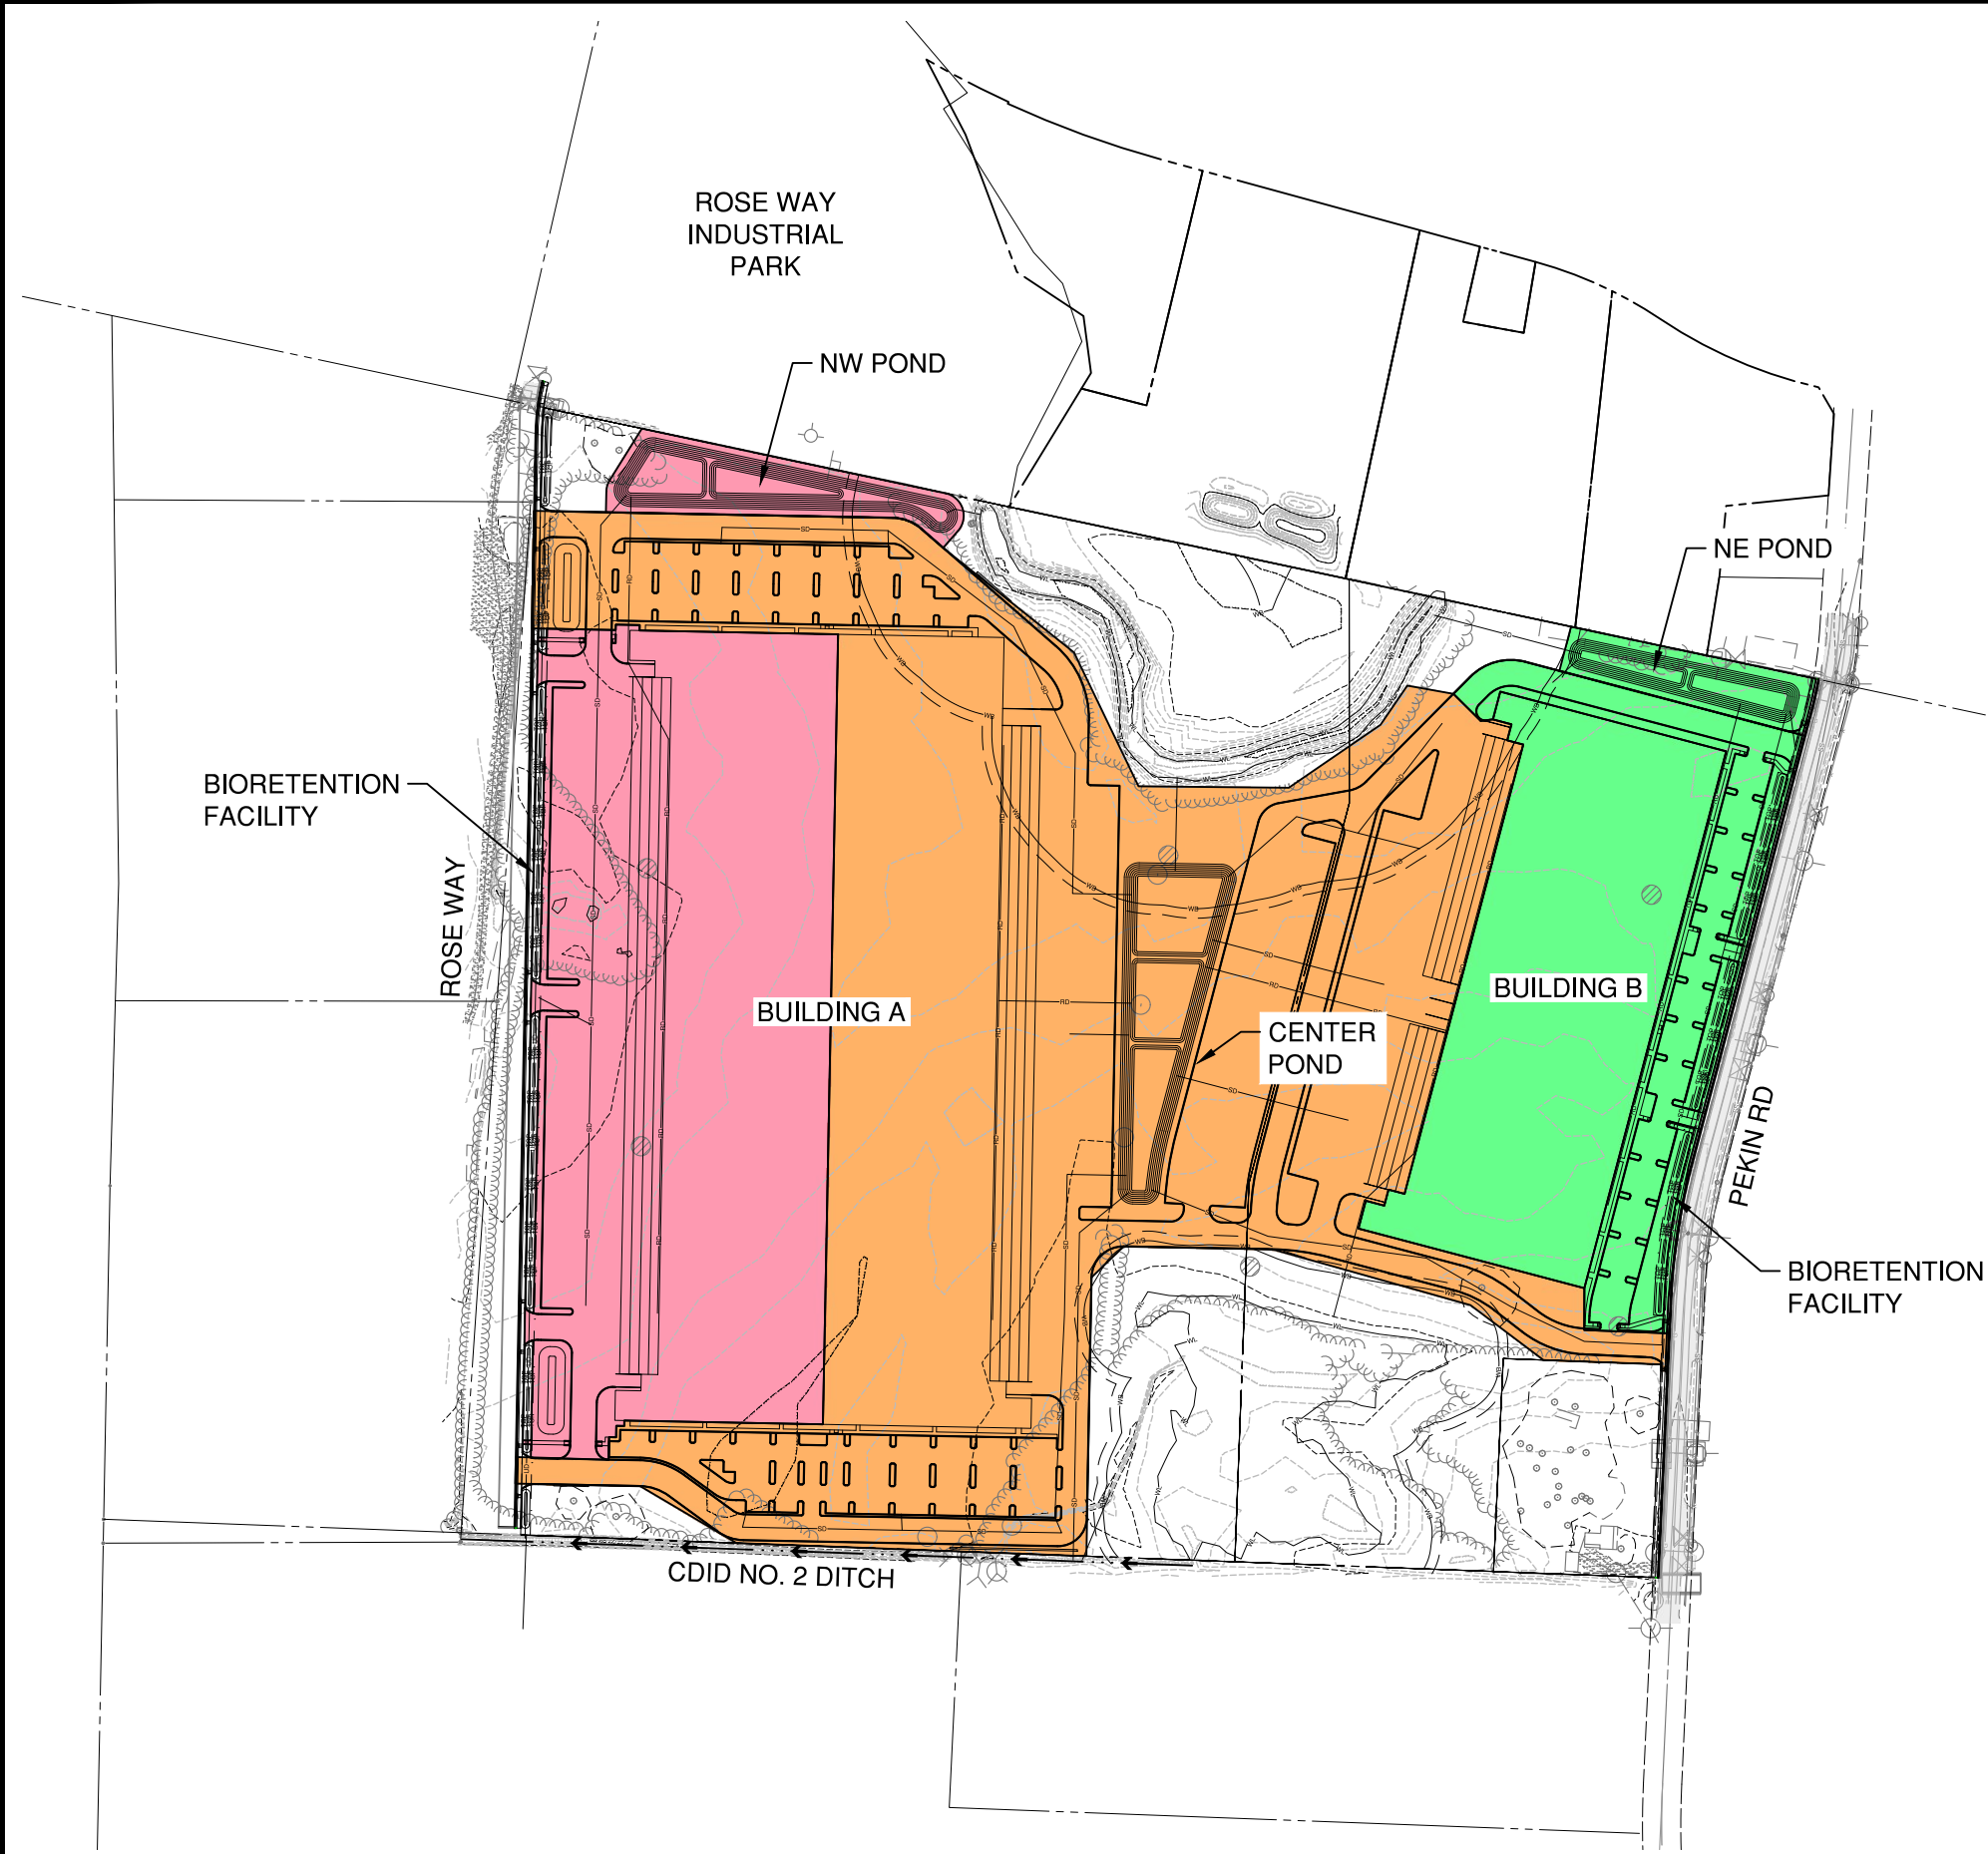 ROSE WAY
INDUSTRIAL
PARK
NW POND
NE POND
BIORETENTION
FACILITY
ROSE WAY
BUILDING A
BUILDING B
CENTER
POND
PEKIN RD
BIORETENTION
FACILITY
CDID NO. 2 DITCH